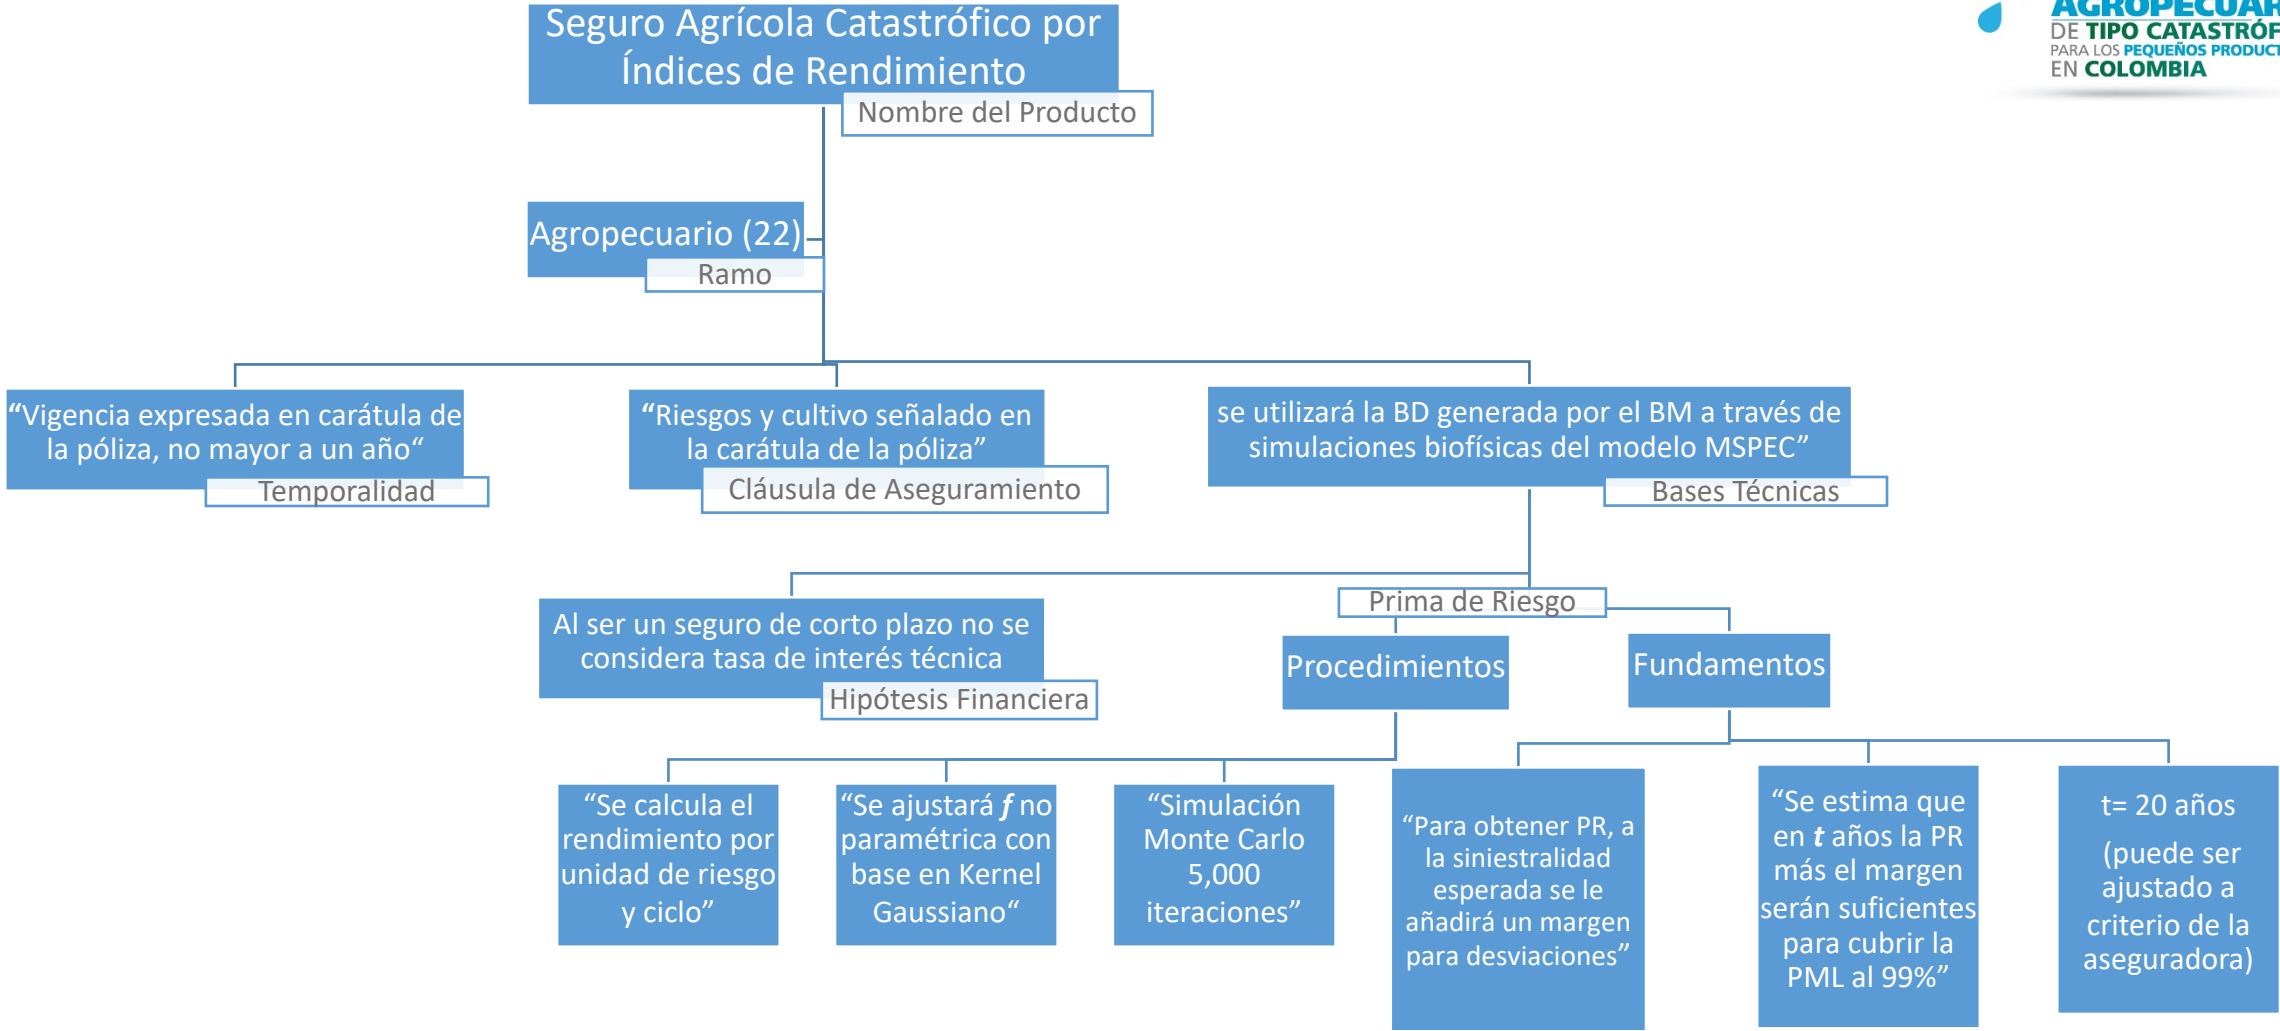 Seguro Agrícola Catastrófico por
Índices de Rendimiento
Nombre del Producto
DE TIPO CATASTRÓF
PARA LOS PEQUEÑOS PRODUCT
EN COLOMBIA
Agropecuario (22)
Ramo
“Vigencia expresada en carátula de
la póliza, no mayor a un año“
Temporalidad
“Riesgos y cultivo señalado en
la carátula de la póliza”
Cláusula de Aseguramiento
se utilizará la BD generada por el BM a través de
simulaciones biofísicas del modelo MSPEC”
Bases Técnicas
Al ser un seguro de corto plazo no se
considera tasa de interés técnica
Hipótesis Financiera
Prima de Riesgo
Procedimientos
Fundamentos
“Se calcula el
rendimiento por
unidad de riesgo
y ciclo”
“Se ajustará f no
paramétrica con
base en Kernel
Gaussiano“
“Simulación
Monte Carlo
5,000
iteraciones”
“Para obtener PR, a
la siniestralidad
esperada se le
añadirá un margen
para desviaciones”
“Se estima que
en t años la PR
más el margen
serán suficientes
para cubrir la
PML al 99%”
t= 20 años
(puede ser
ajustado a
criterio de la
aseguradora)